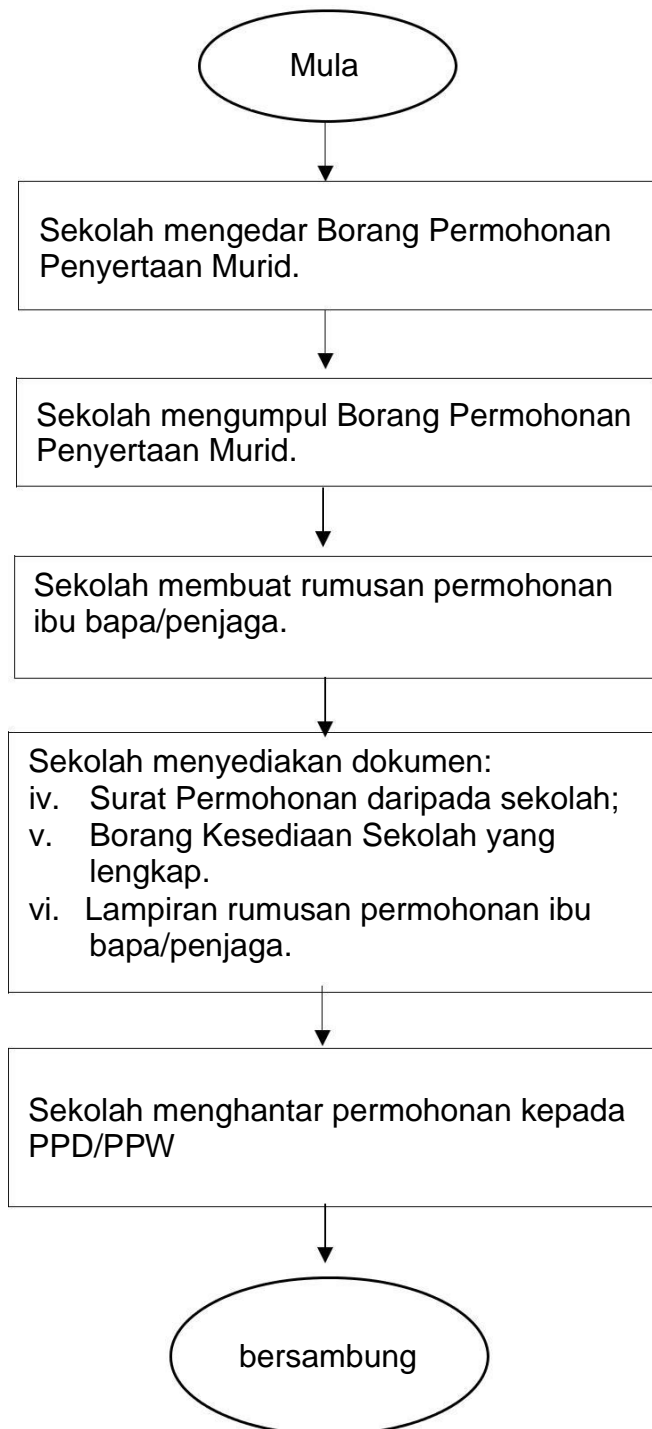 Mula
Sekolah mengedar Borang Permohonan
Penyertaan Murid.
Sekolah mengumpul Borang Permohonan
Penyertaan Murid.
Sekolah membuat rumusan permohonan
ibu bapa/penjaga.
Sekolah menyediakan dokumen:
iv. Surat Permohonan daripada sekolah;
v. Borang Kesediaan Sekolah yang
lengkap.
vi. Lampiran rumusan permohonan ibu
bapa/penjaga.
Sekolah menghantar permohonan kepada
PPD/PPW
bersambung